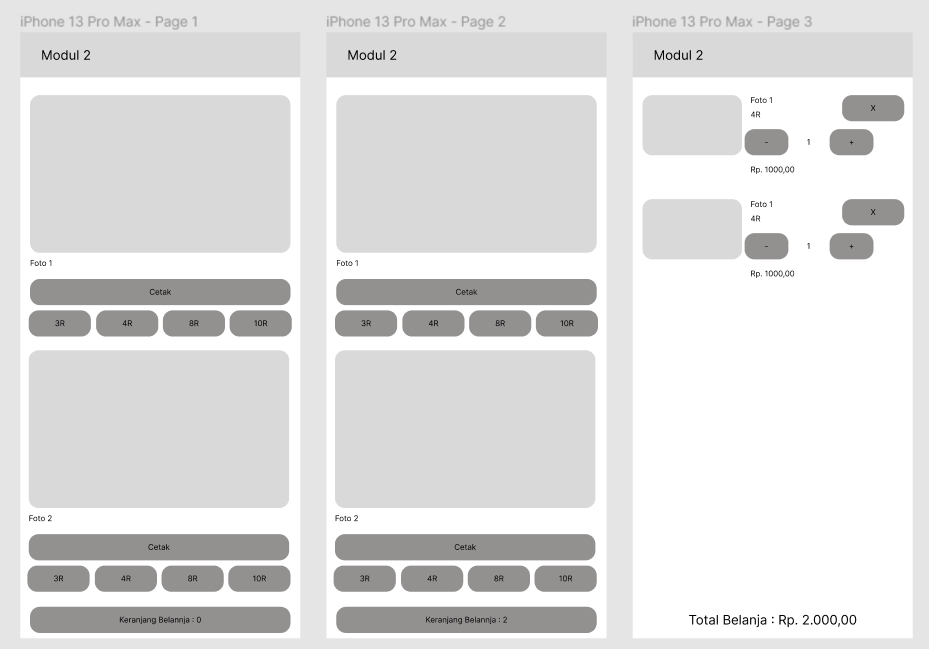 iPhone 13 Pro Max - Page 1
Modul 2
Foto 1
Cetak
3R 4R 8R 10R
Foto 2
Cetak
3R 4R 8R 10R
Keranjang Belannja : 0
iPhone 13 Pro Max - Page 2
Modul 2
Foto 1
Cetak
3R 4R 8R 10R
Foto 2
Cetak
3R 4R 8R 10R
Keranjang Belannja : 2
iPhone 13 Pro Max - Page 3
Modul 2
Foto 1
X
4R
- 1 +
Rp. 1000,00
Foto 1
X
4R
- 1 +
Rp. 1000,00
Total Belanja : Rp. 2.000,00